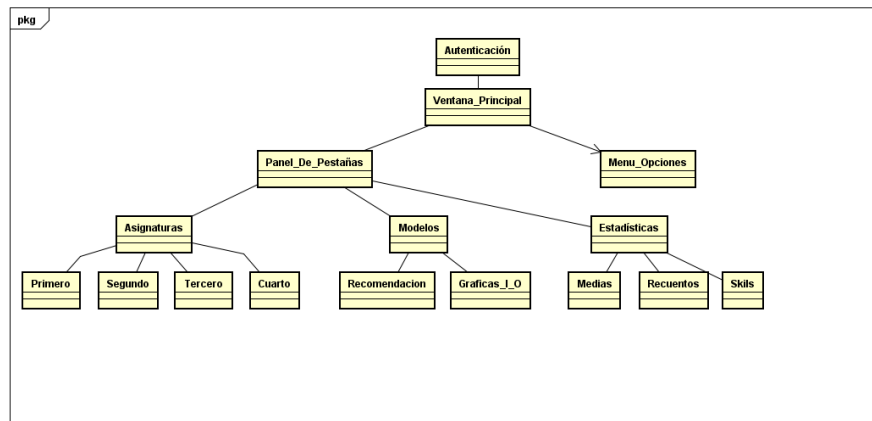 pkg
Autenticación
Ventana_Principal
Panel_De_Pestañas
Menu_Opciones
Asignaturas
Modelos
Estadísticas
Primero
Segundo
Tercero
Cuarto
Recomendacion
Graficas_I_O
Medias
Recuentos
Skils